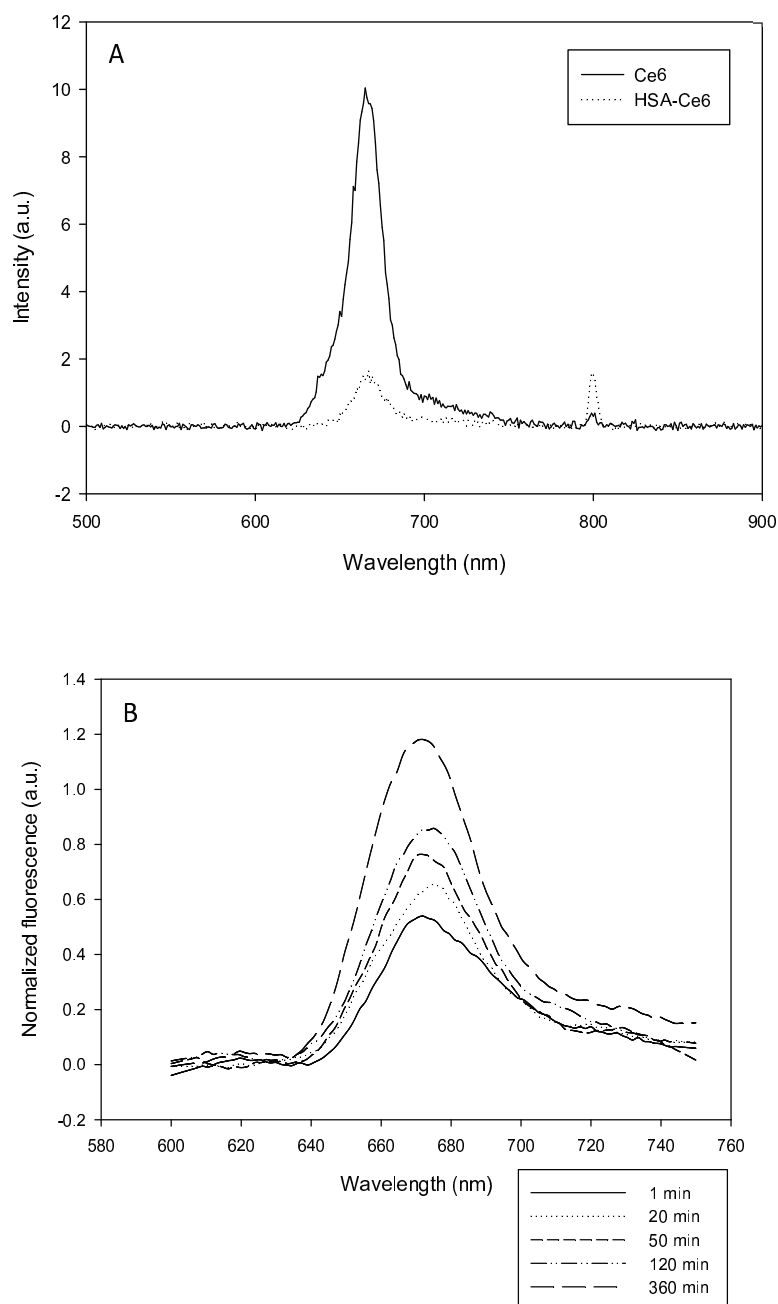 A
Ce6
HSA-Ce6
12
10
8
6
4
2
0
-2
Intensity (a.u.)
500 600 700 800 900
Wavelength (nm)
B
1.4
1.2
1.0
0.8
0.6
0.4
0.2
0.0
-0.2
Normalized fluorescence (a.u.)
580 600 620 640 660 680 700 720 740 760
Wavelength (nm)
1 min
20 min
50 min
120 min
360 min